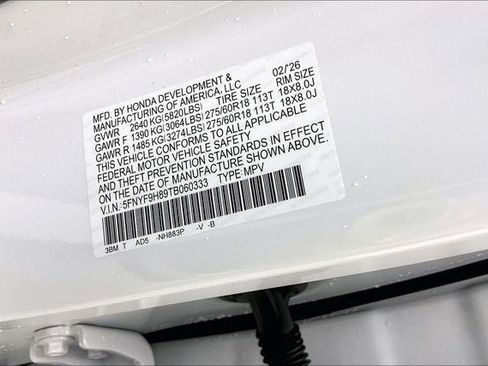 MFD. BY HONDA DEVELOPMENT & 02/'26
MANUFACTURING OF AMERICA, LLC
GVWR 2640 KG(5820LBS) TIRE SIZE RIM SIZE
GAWR F 1390 KG(3064LBS) 275/60R18 113T 18X8.0J
GAWR R 1485 KG(3274LBS) 275/60R18 113T 18X8.0J
THIS VEHICLE CONFORMS TO ALL APPLICABLE
FEDERAL MOTOR VEHICLE SAFETY
AND THEFT PREVENTION STANDARDS IN EFFECT
ON THE DATE OF MANUFACTURE SHOWN ABOVE.
V.I.N.:5FNYF9H89TB060333 TYPE:MPV
3BM T AD5 -NH883P -V -B